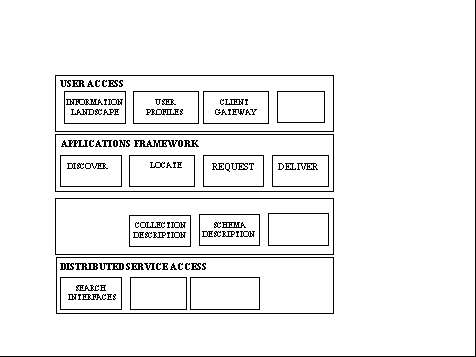 USER ACCESS
INFORMATION LANDSCAPE
USER PROFILES
CLIENT GATEWAY
APPLICATIONS FRAMEWORK
DISCOVER LOCATE REQUEST DELIVER
COLLECTION DESCRIPTION
SCHEMA DESCRIPTION
DISTRIBUTED SERVICE ACCESS
SEARCH INTERFACES